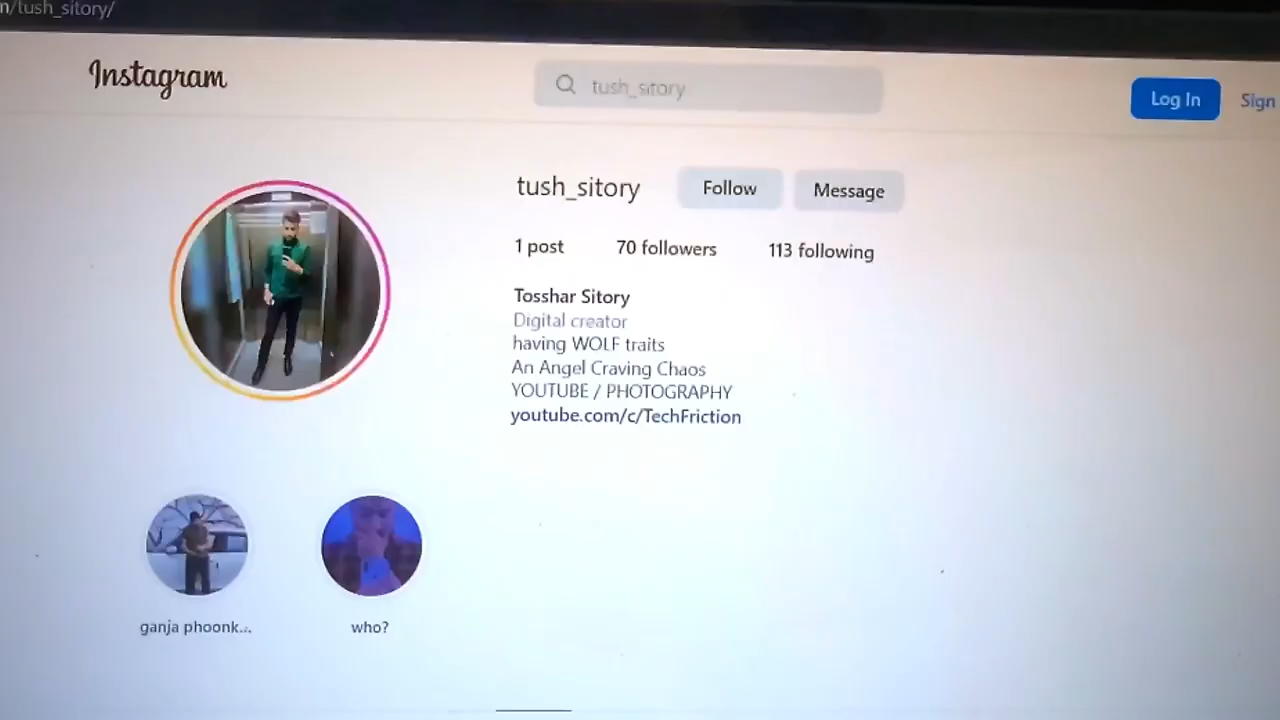 n/tush_sitory/
Instagram
tush_sitory
Log In
Sign
tush_sitory
Follow
Message
1 post
70 followers
113 following
Tosshar Sitory
Digital creator
having WOLF traits
An Angel Craving Chaos
YOUTUBE / PHOTOGRAPHY
youtube.com/c/TechFriction
ganja phoonk...
who?